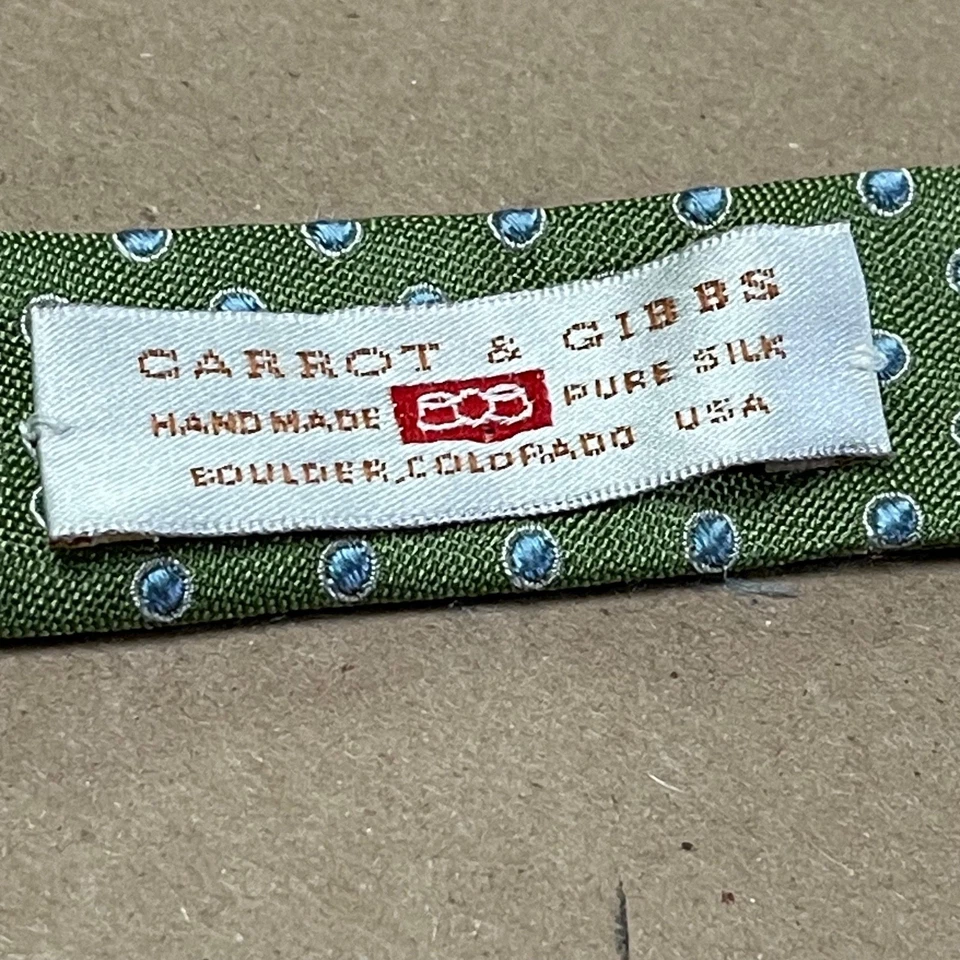 CARROT & GIBBS
HANDMADE PURE SILK
BOULDER, COLORADO USA